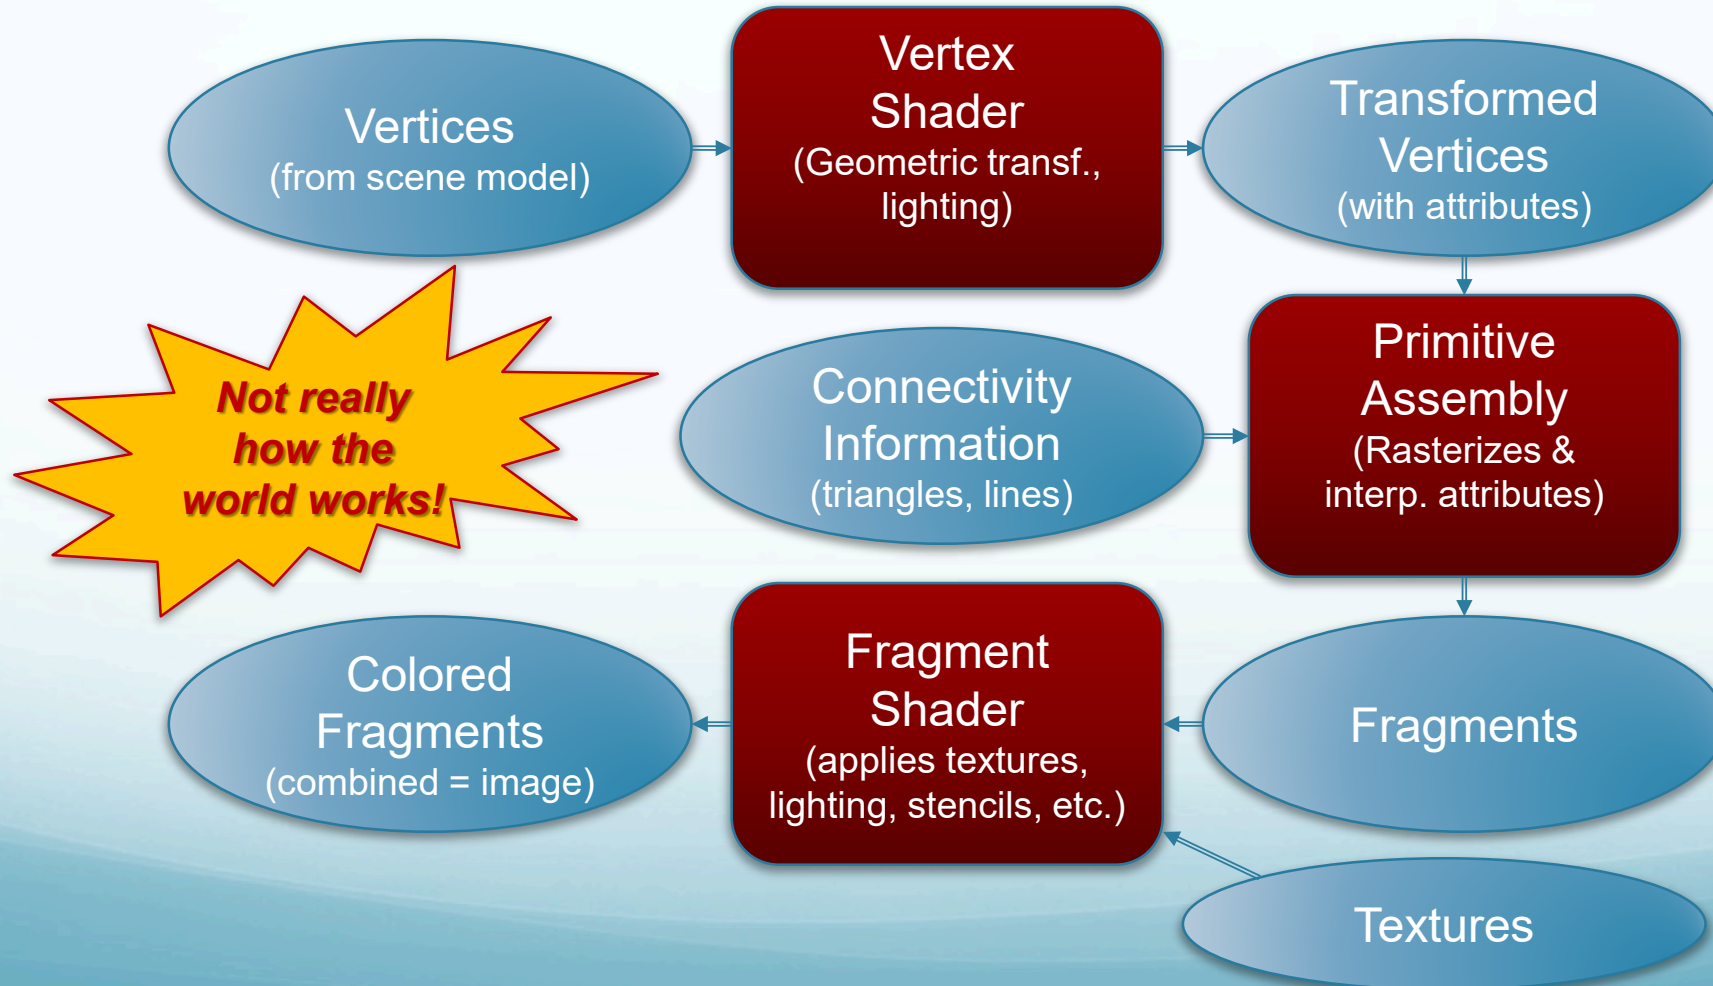 Vertices
(from scene model)
Vertex
Shader
(Geometric transf.,
lighting)
Transformed
Vertices
(with attributes)
Not really
how the
world works!
Connectivity
Information
(triangles, lines)
Primitive
Assembly
(Rasterizes &
interp. attributes)
Colored
Fragments
(combined = image)
Fragment
Shader
(applies textures,
lighting, stencils, etc.)
Fragments
Textures